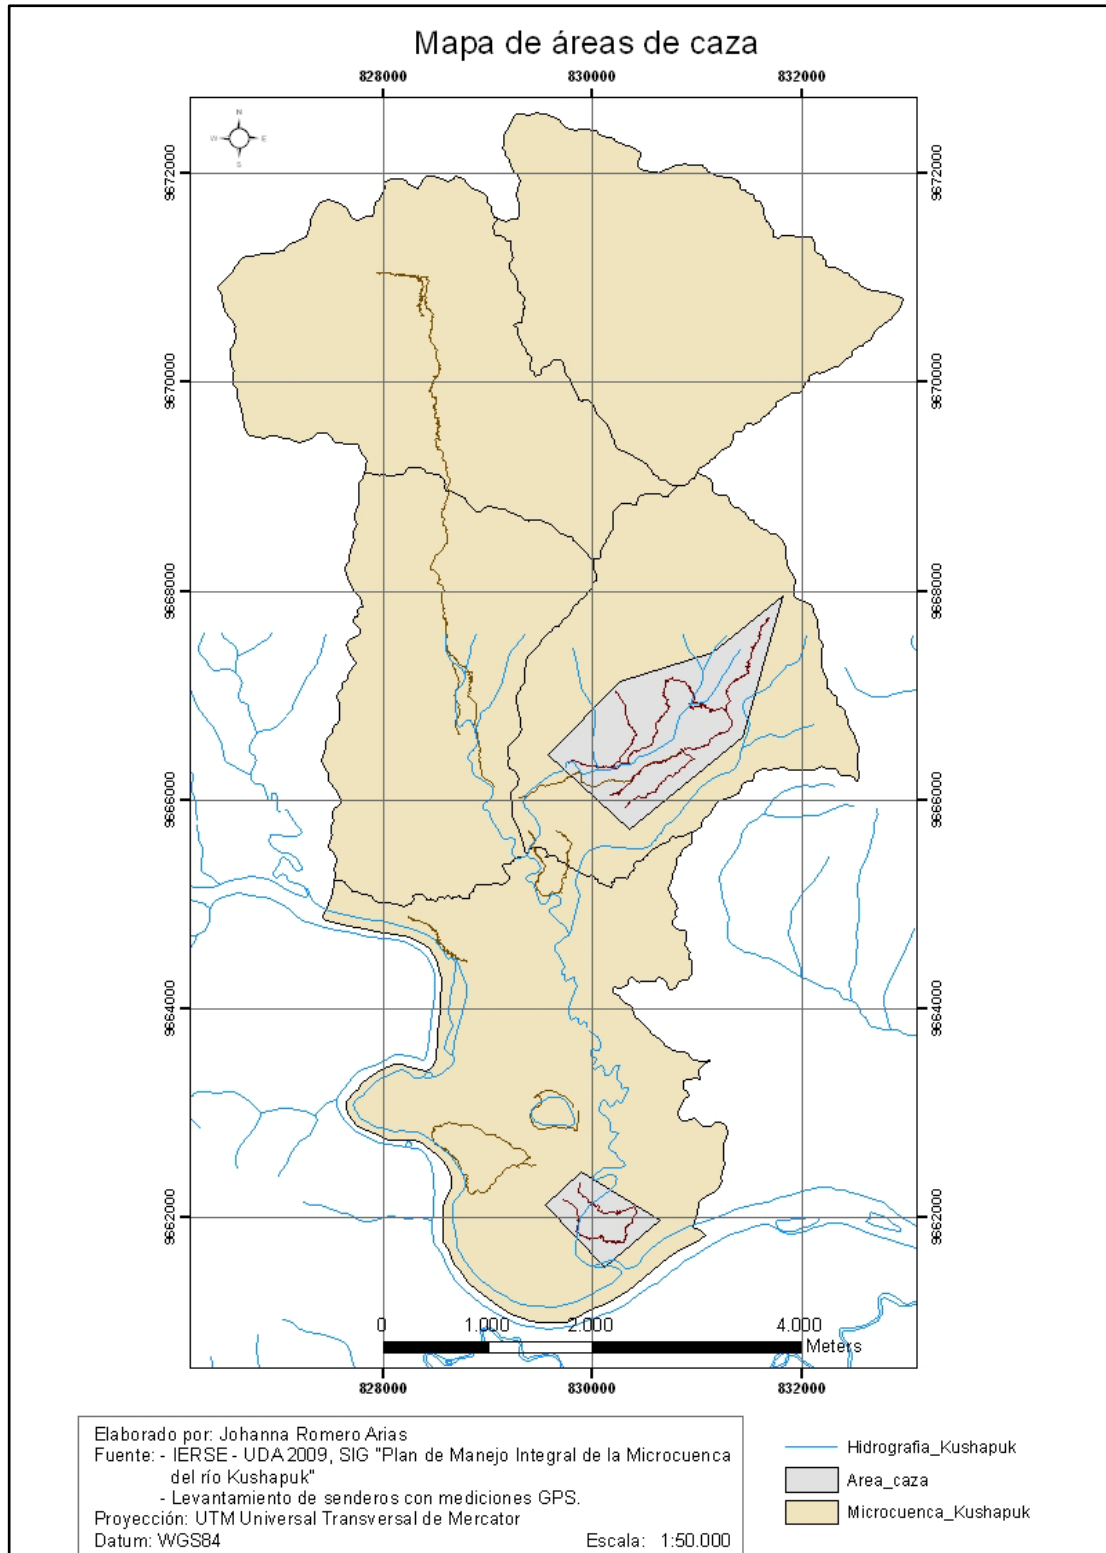 Mapa de áreas de caza
828000 830000 832000
N
W E
S
9672000 9672000
9670000 9670000
9668000 9668000
9666000 9666000
9664000 9664000
9662000 9662000
0 1.000 2.000 4.000
Meters
828000 830000 832000
Elaborado por: Johanna Romero Arias
Fuente: - IERSE - UDA 2009, SIG "Plan de Manejo Integral de la Microcuenca
del río Kushapuk"
- Levantamiento de senderos con mediciones GPS.
Proyección: UTM Universal Transversal de Mercator
Datum: WGS84 Escala: 1:50.000
Hidrografia_Kushapuk
Area_caza
Microcuenca_Kushapuk